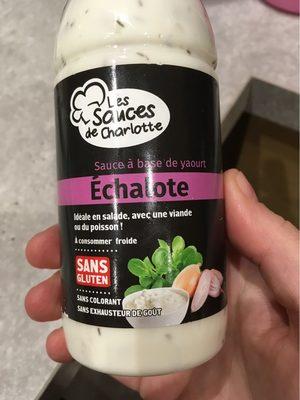 Les
Sauces
de Charlotte
Sauce à base de yaourt
Échalote
Idéale en salade, avec une viande
ou du poisson !
À consommer froide
SANS
GLUTEN
SANS COLORANT
SANS EXHAUSTEUR DE GOÛT